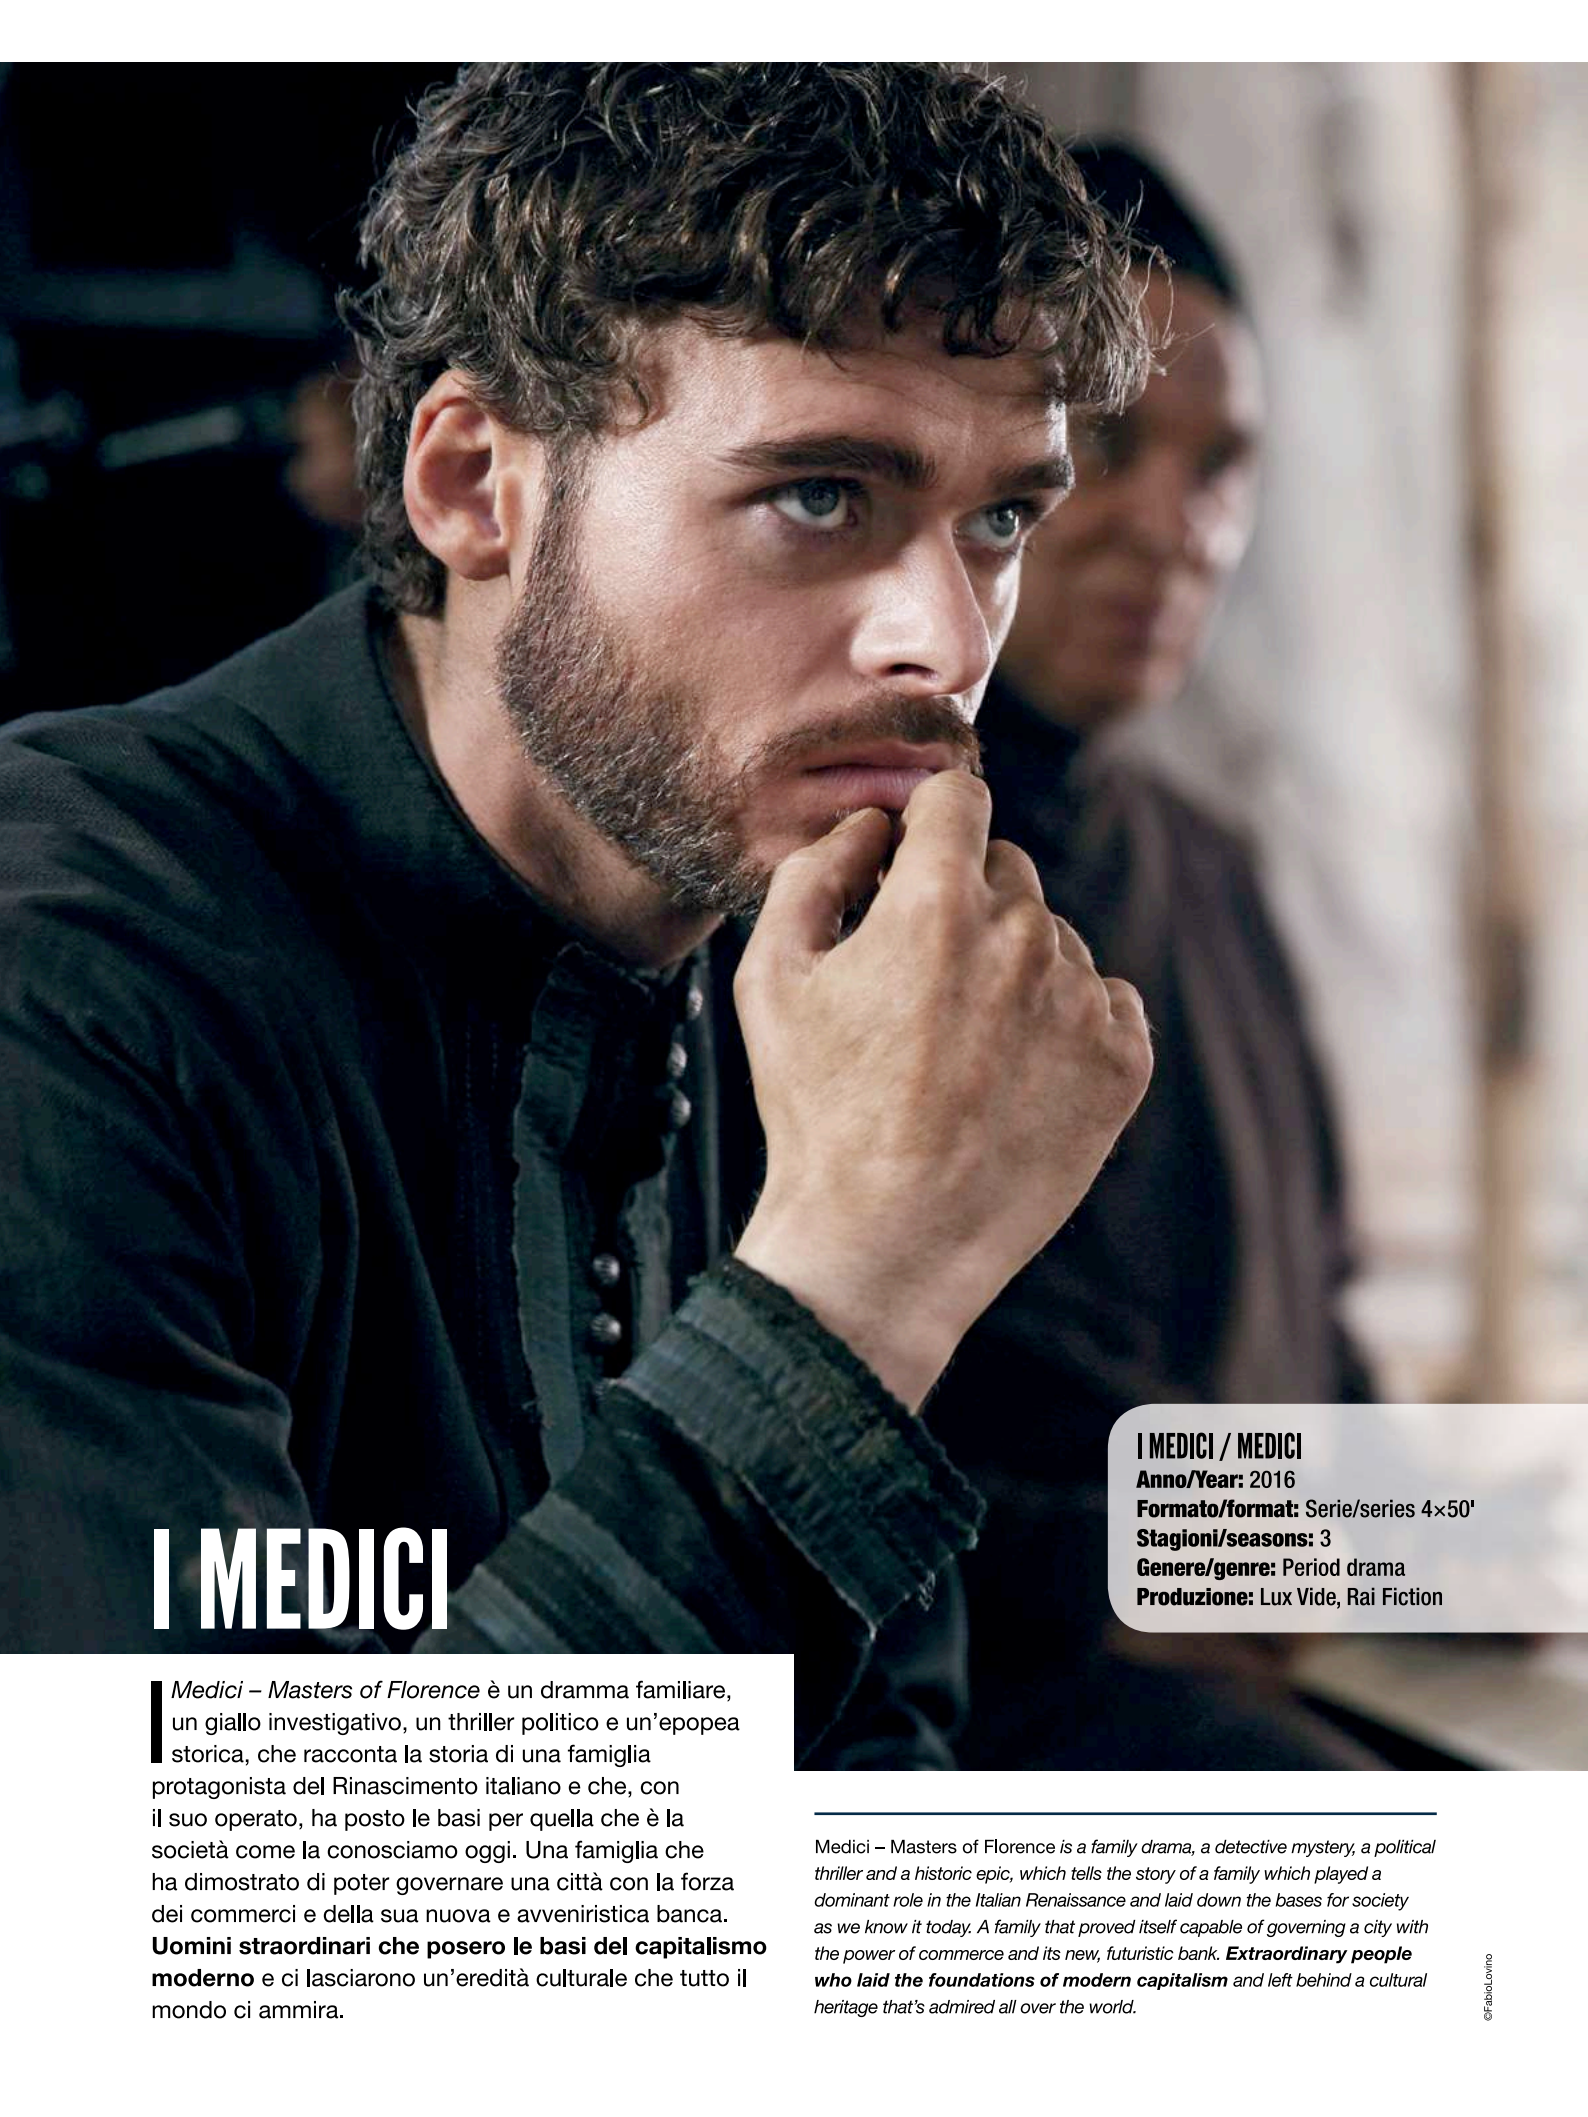 I MEDICI / MEDICI
Anno/Year: 2016
Formato/format: Serie/series 4×50'
Stagioni/seasons: 3
Genere/genre: Period drama
Produzione: Lux Vide, Rai Fiction
I MEDICI
I Medici – Masters of Florence è un dramma familiare,
un giallo investigativo, un thriller politico e un’epopea
storica, che racconta la storia di una famiglia
protagonista del Rinascimento italiano e che, con
il suo operato, ha posto le basi per quella che è la
società come la conosciamo oggi. Una famiglia che
ha dimostrato di poter governare una città con la forza
dei commerci e della sua nuova e avveniristica banca.
Uomini straordinari che posero le basi del capitalismo
moderno e ci lasciarono un’eredità culturale che tutto il
mondo ci ammira.
Medici – Masters of Florence is a family drama, a detective mystery, a political
thriller and a historic epic, which tells the story of a family which played a
dominant role in the Italian Renaissance and laid down the bases for society
as we know it today. A family that proved itself capable of governing a city with
the power of commerce and its new, futuristic bank. Extraordinary people
who laid the foundations of modern capitalism and left behind a cultural
heritage that’s admired all over the world.
©FabioLovino